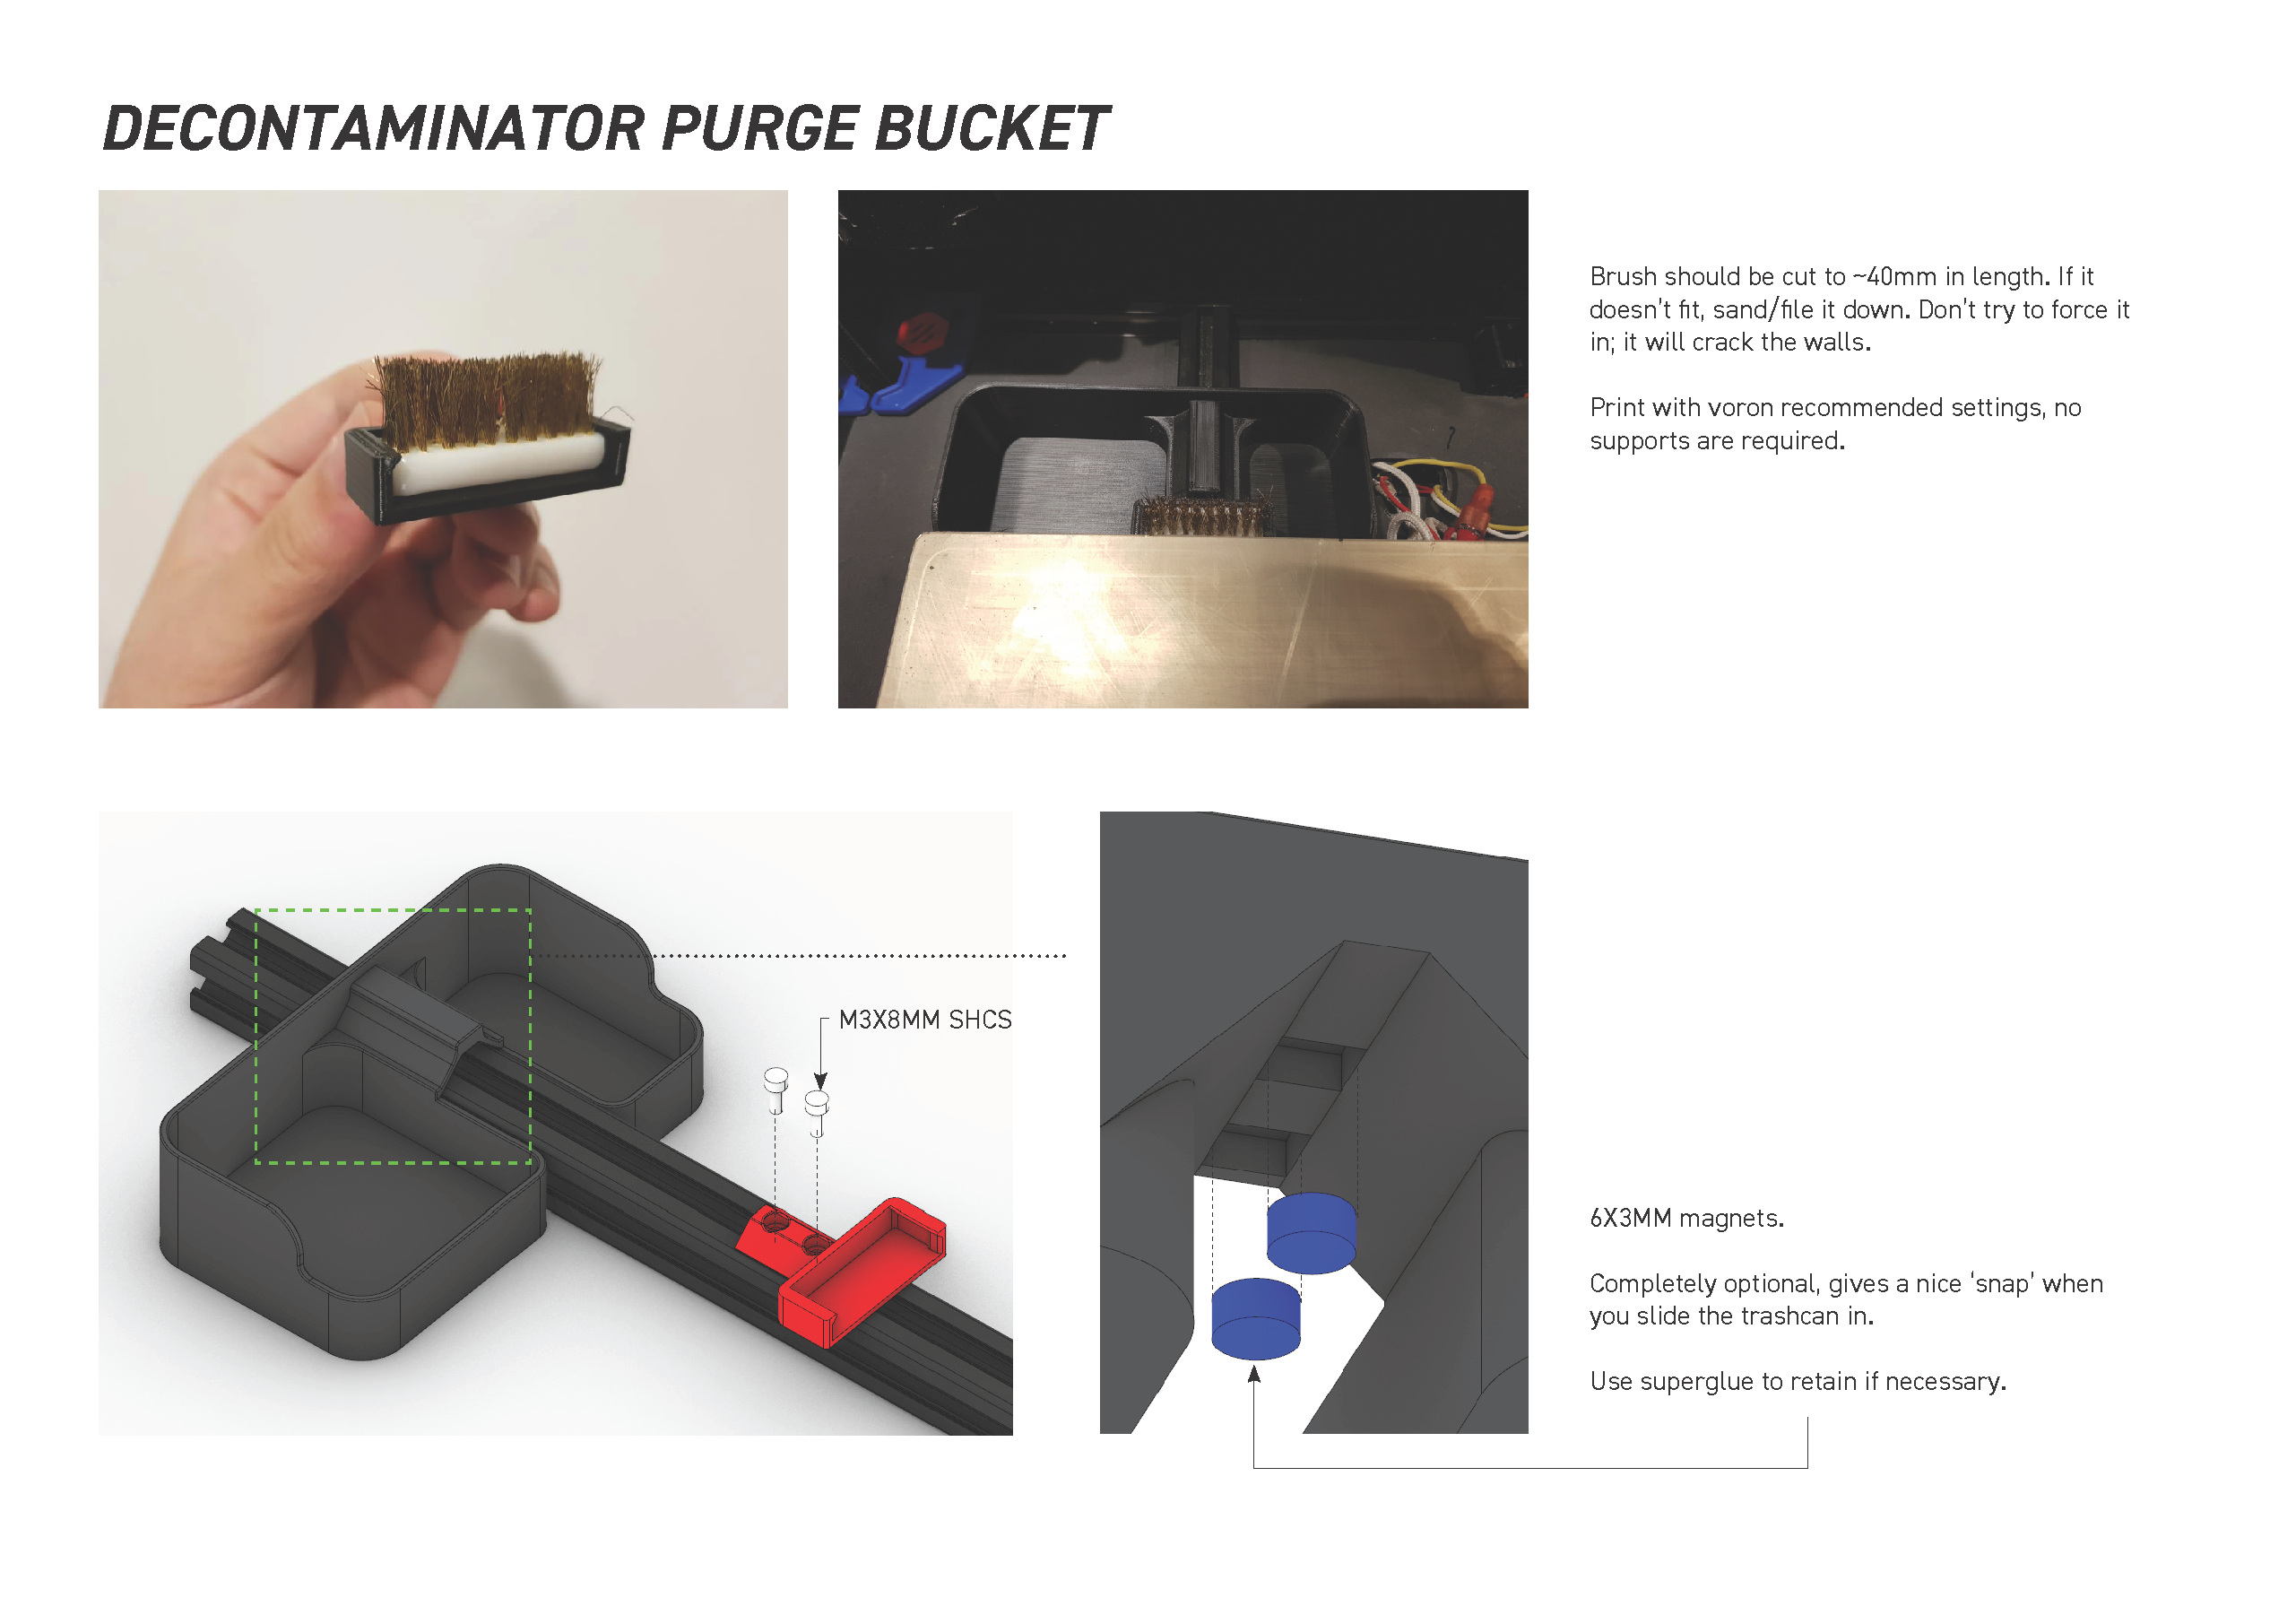 DECONTAMINATOR PURGE BUCKET
Brush should be cut to ~40mm in length. If it
doesn't fit, sand/file it down. Don't try to force it
in; it will crack the walls.
Print with voron recommended settings, no
supports are required.
M3X8MM SHCS
6X3MM magnets.
Completely optional, gives a nice 'snap' when
you slide the trashcan in.
Use superglue to retain if necessary.